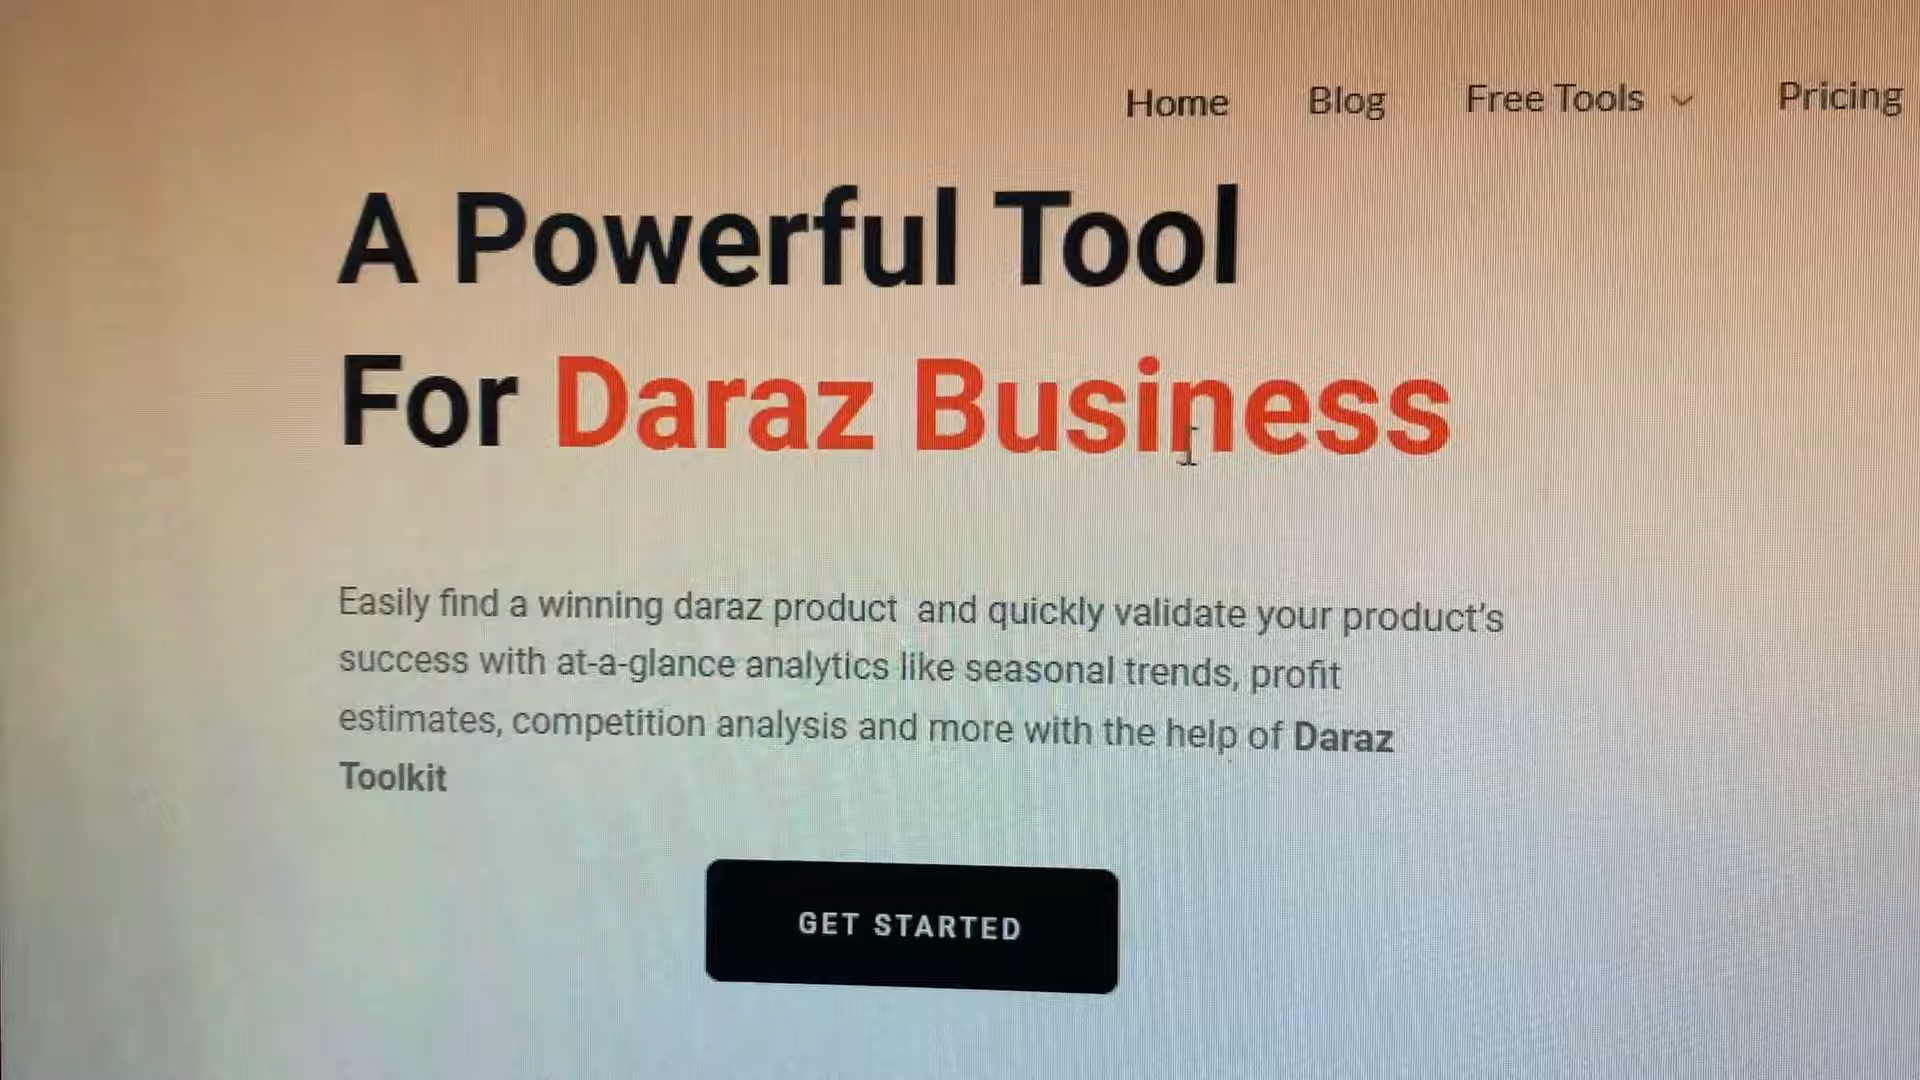 Home Blog Free Tools Pricing
A Powerful Tool
For Daraz Business
Easily find a winning daraz product and quickly validate your product's
success with at-a-glance analytics like seasonal trends, profit
estimates, competition analysis and more with the help of Daraz
Toolkit
GET STARTED